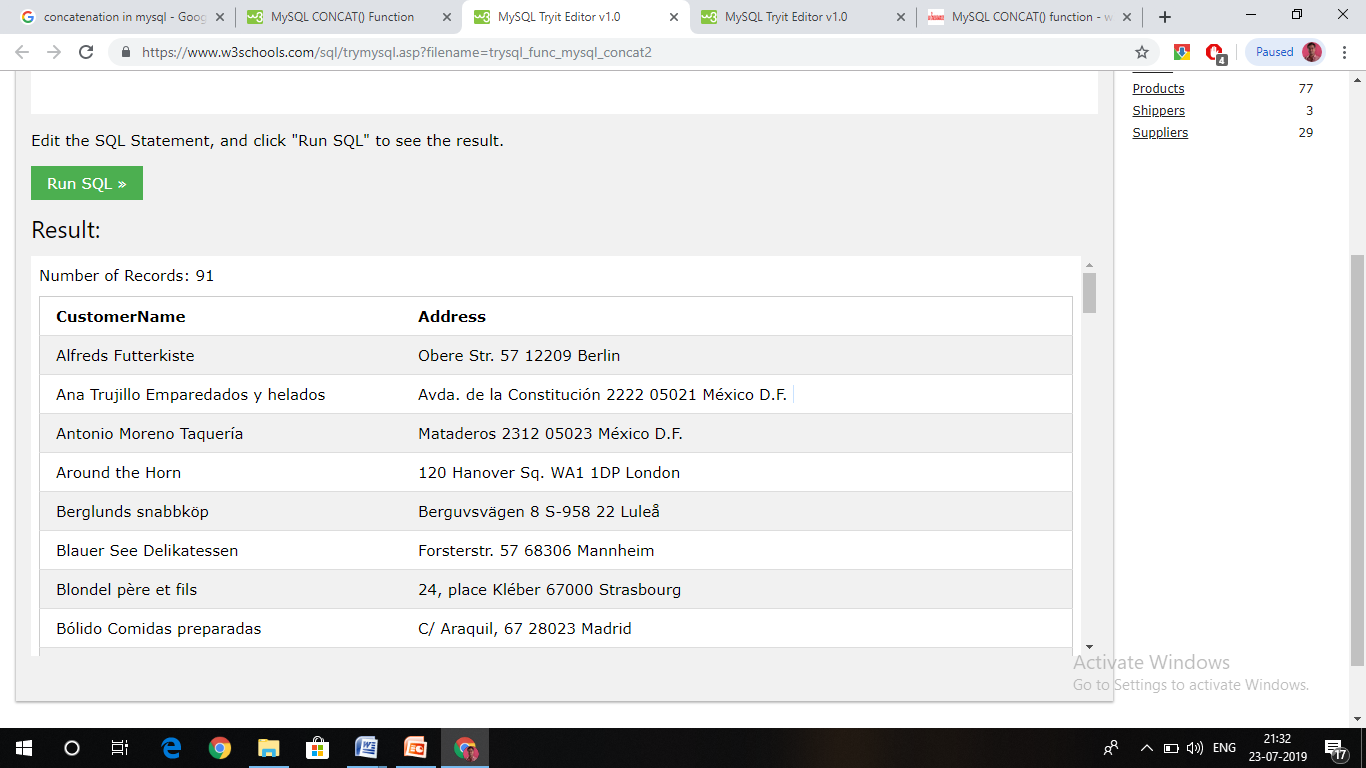 concatenation in mysql - Goog
MySQL CONCAT() Function
MySQL Tryit Editor v1.0
MySQL Tryit Editor v1.0
MySQL CONCAT() function - w
https://www.w3schools.com/sql/trymysql.asp?filename=trysql_func_mysql_concat2
4
Paused
Products 77
Shippers 3
Suppliers 29
Edit the SQL Statement, and click "Run SQL" to see the result.
Run SQL »
Result:
Number of Records: 91
CustomerName Address
Alfreds Futterkiste Obere Str. 57 12209 Berlin
Ana Trujillo Emparedados y helados Avda. de la Constitución 2222 05021 México D.F.
Antonio Moreno Taquería Mataderos 2312 05023 México D.F.
Around the Horn 120 Hanover Sq. WA1 1DP London
Berglunds snabbköp Berguvsvägen 8 S-958 22 Luleå
Blauer See Delikatessen Forsterstr. 57 68306 Mannheim
Blondel père et fils 24, place Kléber 67000 Strasbourg
Bólido Comidas preparadas C/ Araquil, 67 28023 Madrid
Activate Windows
Go to Settings to activate Windows.
ENG
21:32
23-07-2019
17